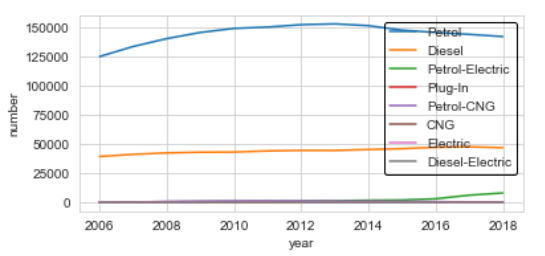 150000
125000
100000
75000
50000
25000
0
number
2006 2008 2010 2012 2014 2016 2018
year
Petrol
Diesel
Petrol-Electric
Plug-In
Petrol-CNG
CNG
Electric
Diesel-Electric